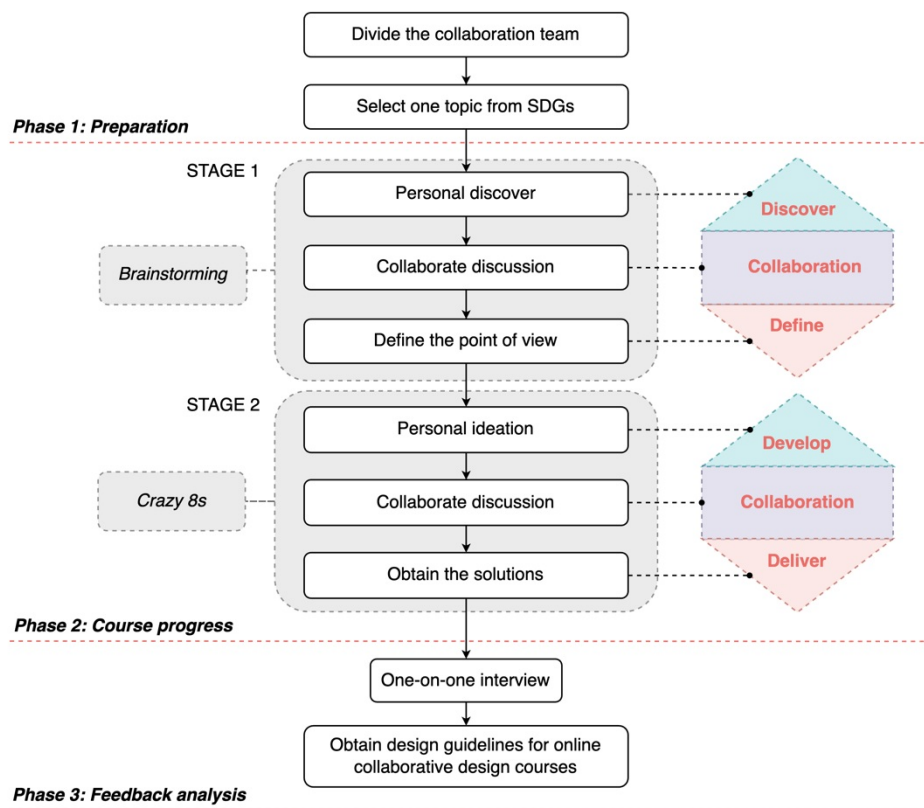 Divide the collaboration team
Select one topic from SDGs
Phase 1: Preparation
STAGE 1
Personal discover
Discover
Brainstorming
Collaborate discussion
Collaboration
Define the point of view
Define
STAGE 2
Personal ideation
Develop
Crazy 8s
Collaborate discussion
Collaboration
Obtain the solutions
Deliver
Phase 2: Course progress
One-on-one interview
Obtain design guidelines for online
collaborative design courses
Phase 3: Feedback analysis